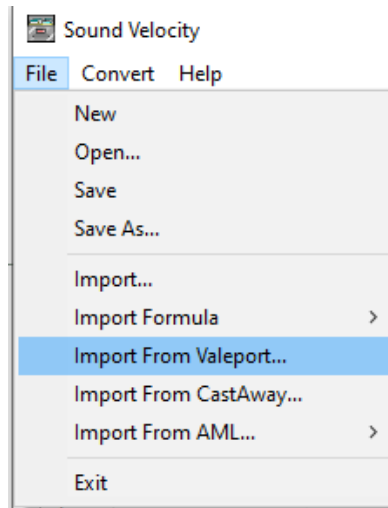 Sound Velocity
File Convert Help
New
Open...
Save
Save As...
Import...
Import Formula
Import From Valeport...
Import From CastAway...
Import From AML...
Exit